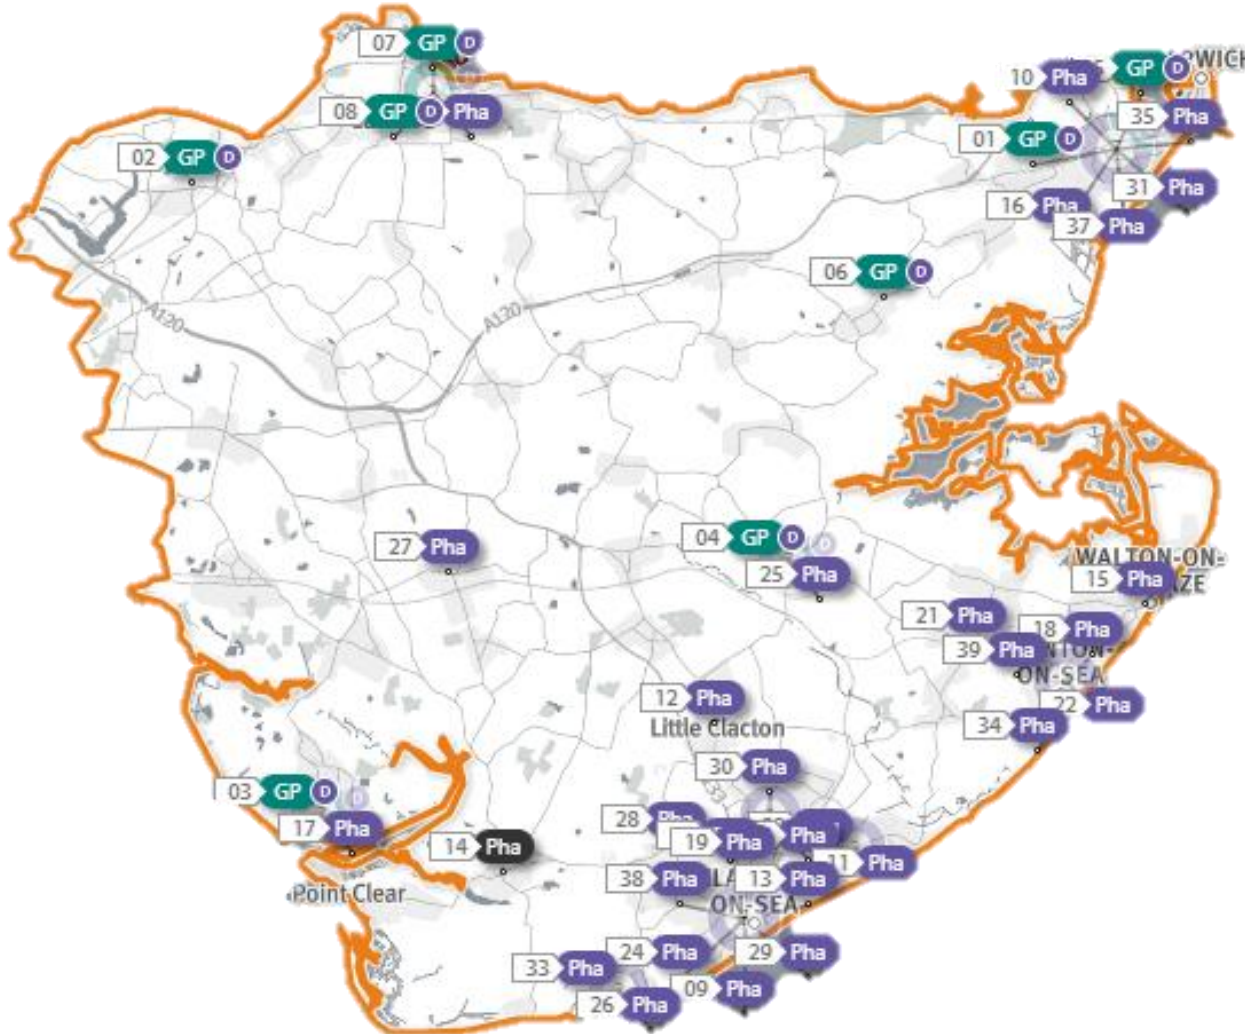 07 GP D
10 Pha
GP D
08 GP D Pha
35 Pha
01 GP D
02 GP D
31 Pha
16 Pha
37 Pha
06 GP D
A120
A120
27 Pha
04 GP D D
25 Pha
WALTON-ON-
15 Pha
21 Pha
18 Pha
39 Pha
ON-SEA
12 Pha
22 Pha
Little Clacton
34 Pha
30 Pha
03 GP D D
28 Pha
17 Pha
19 Pha
Pha
14 Pha
11 Pha
38 Pha
13 Pha
Point Clear
ON-SEA
24 Pha
29 Pha
33 Pha
09 Pha
26 Pha